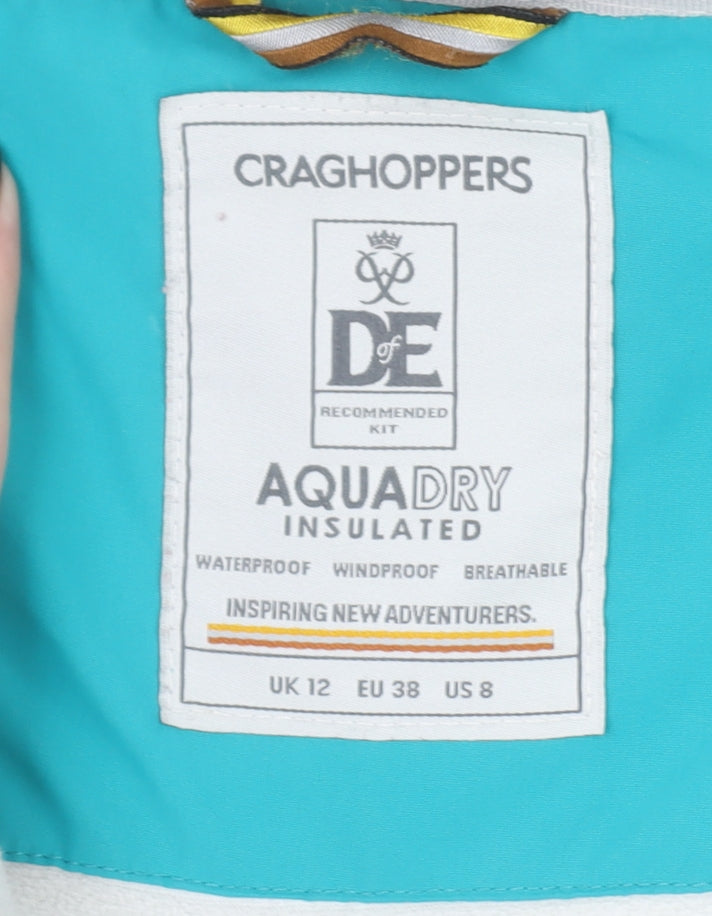 CRAGHOPPERS
DofE
RECOMMENDED
KIT
AQUADRY
INSULATED
WATERPROOF WINDPROOF BREATHABLE
INSPIRING NEW ADVENTURERS.
UK 12 EU 38 US 8